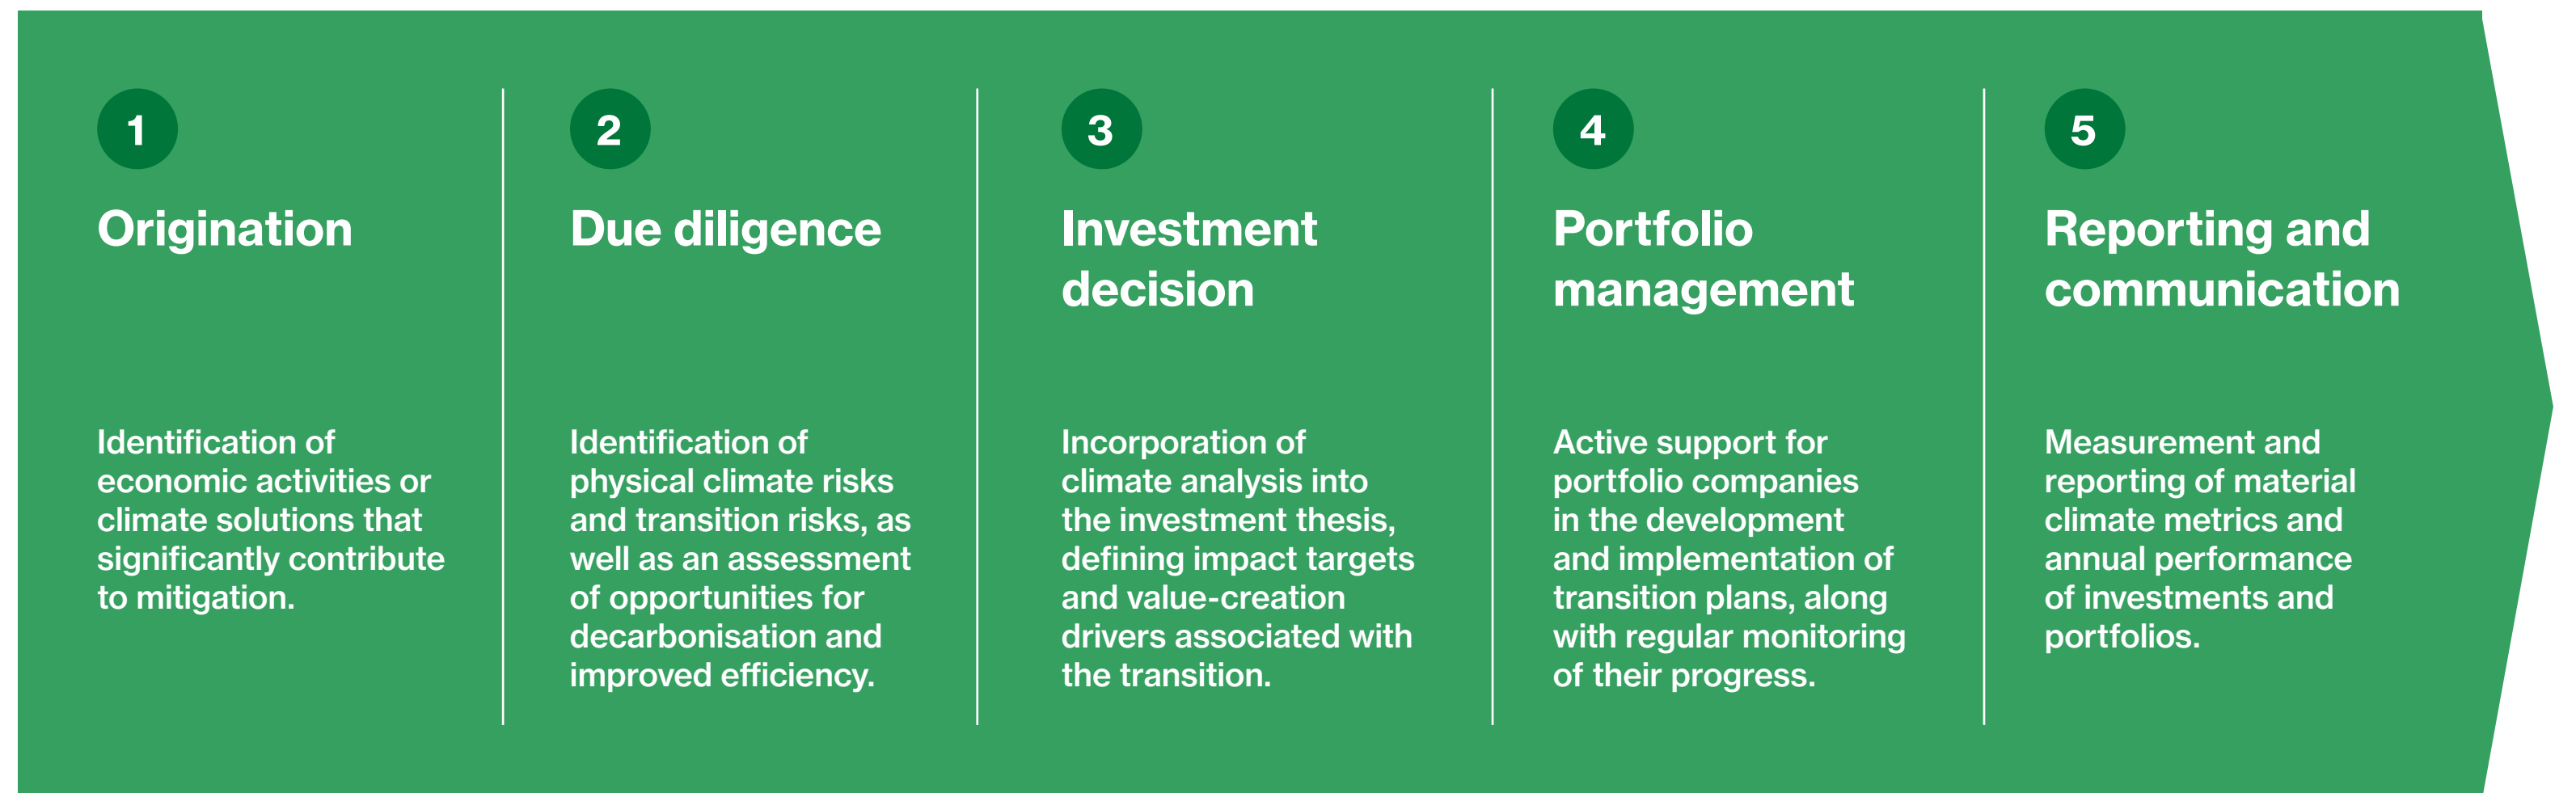 1
Origination
Identification of
economic activities or
climate solutions that
significantly contribute
to mitigation.
2
Due diligence
Identification of
physical climate risks
and transition risks, as
well as an assessment
of opportunities for
decarbonisation and
improved efficiency.
3
Investment
decision
Incorporation of
climate analysis into
the investment thesis,
defining impact targets
and value-creation
drivers associated with
the transition.
4
Portfolio
management
Active support for
portfolio companies
in the development
and implementation of
transition plans, along
with regular monitoring
of their progress.
5
Reporting and
communication
Measurement and
reporting of material
climate metrics and
annual performance
of investments and
portfolios.